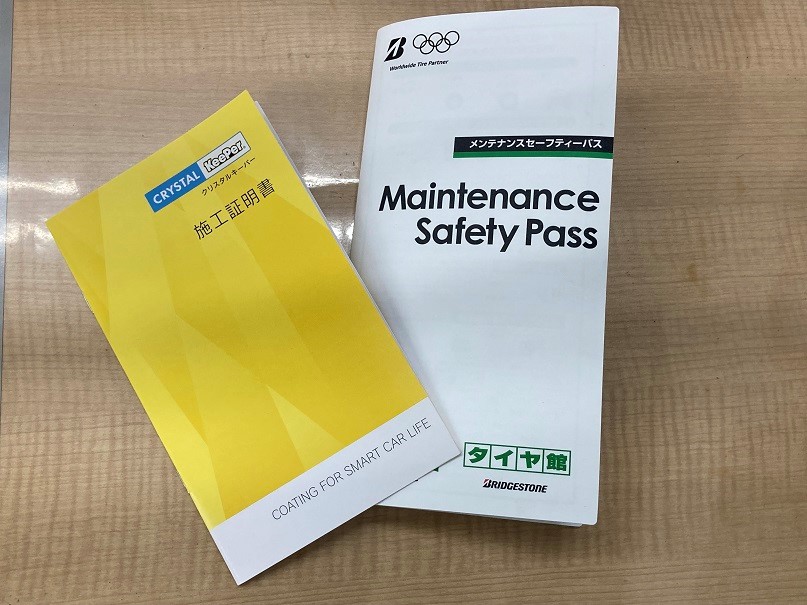 CRYSTAL KeePer
クリスタルキーパー
施工証明書
COATING FOR SMART CAR LIFE
B
Worldwide Tire Partner
メンテナンスセーフティーパス
Maintenance
Safety Pass
タイヤ館
BRIDGESTONE